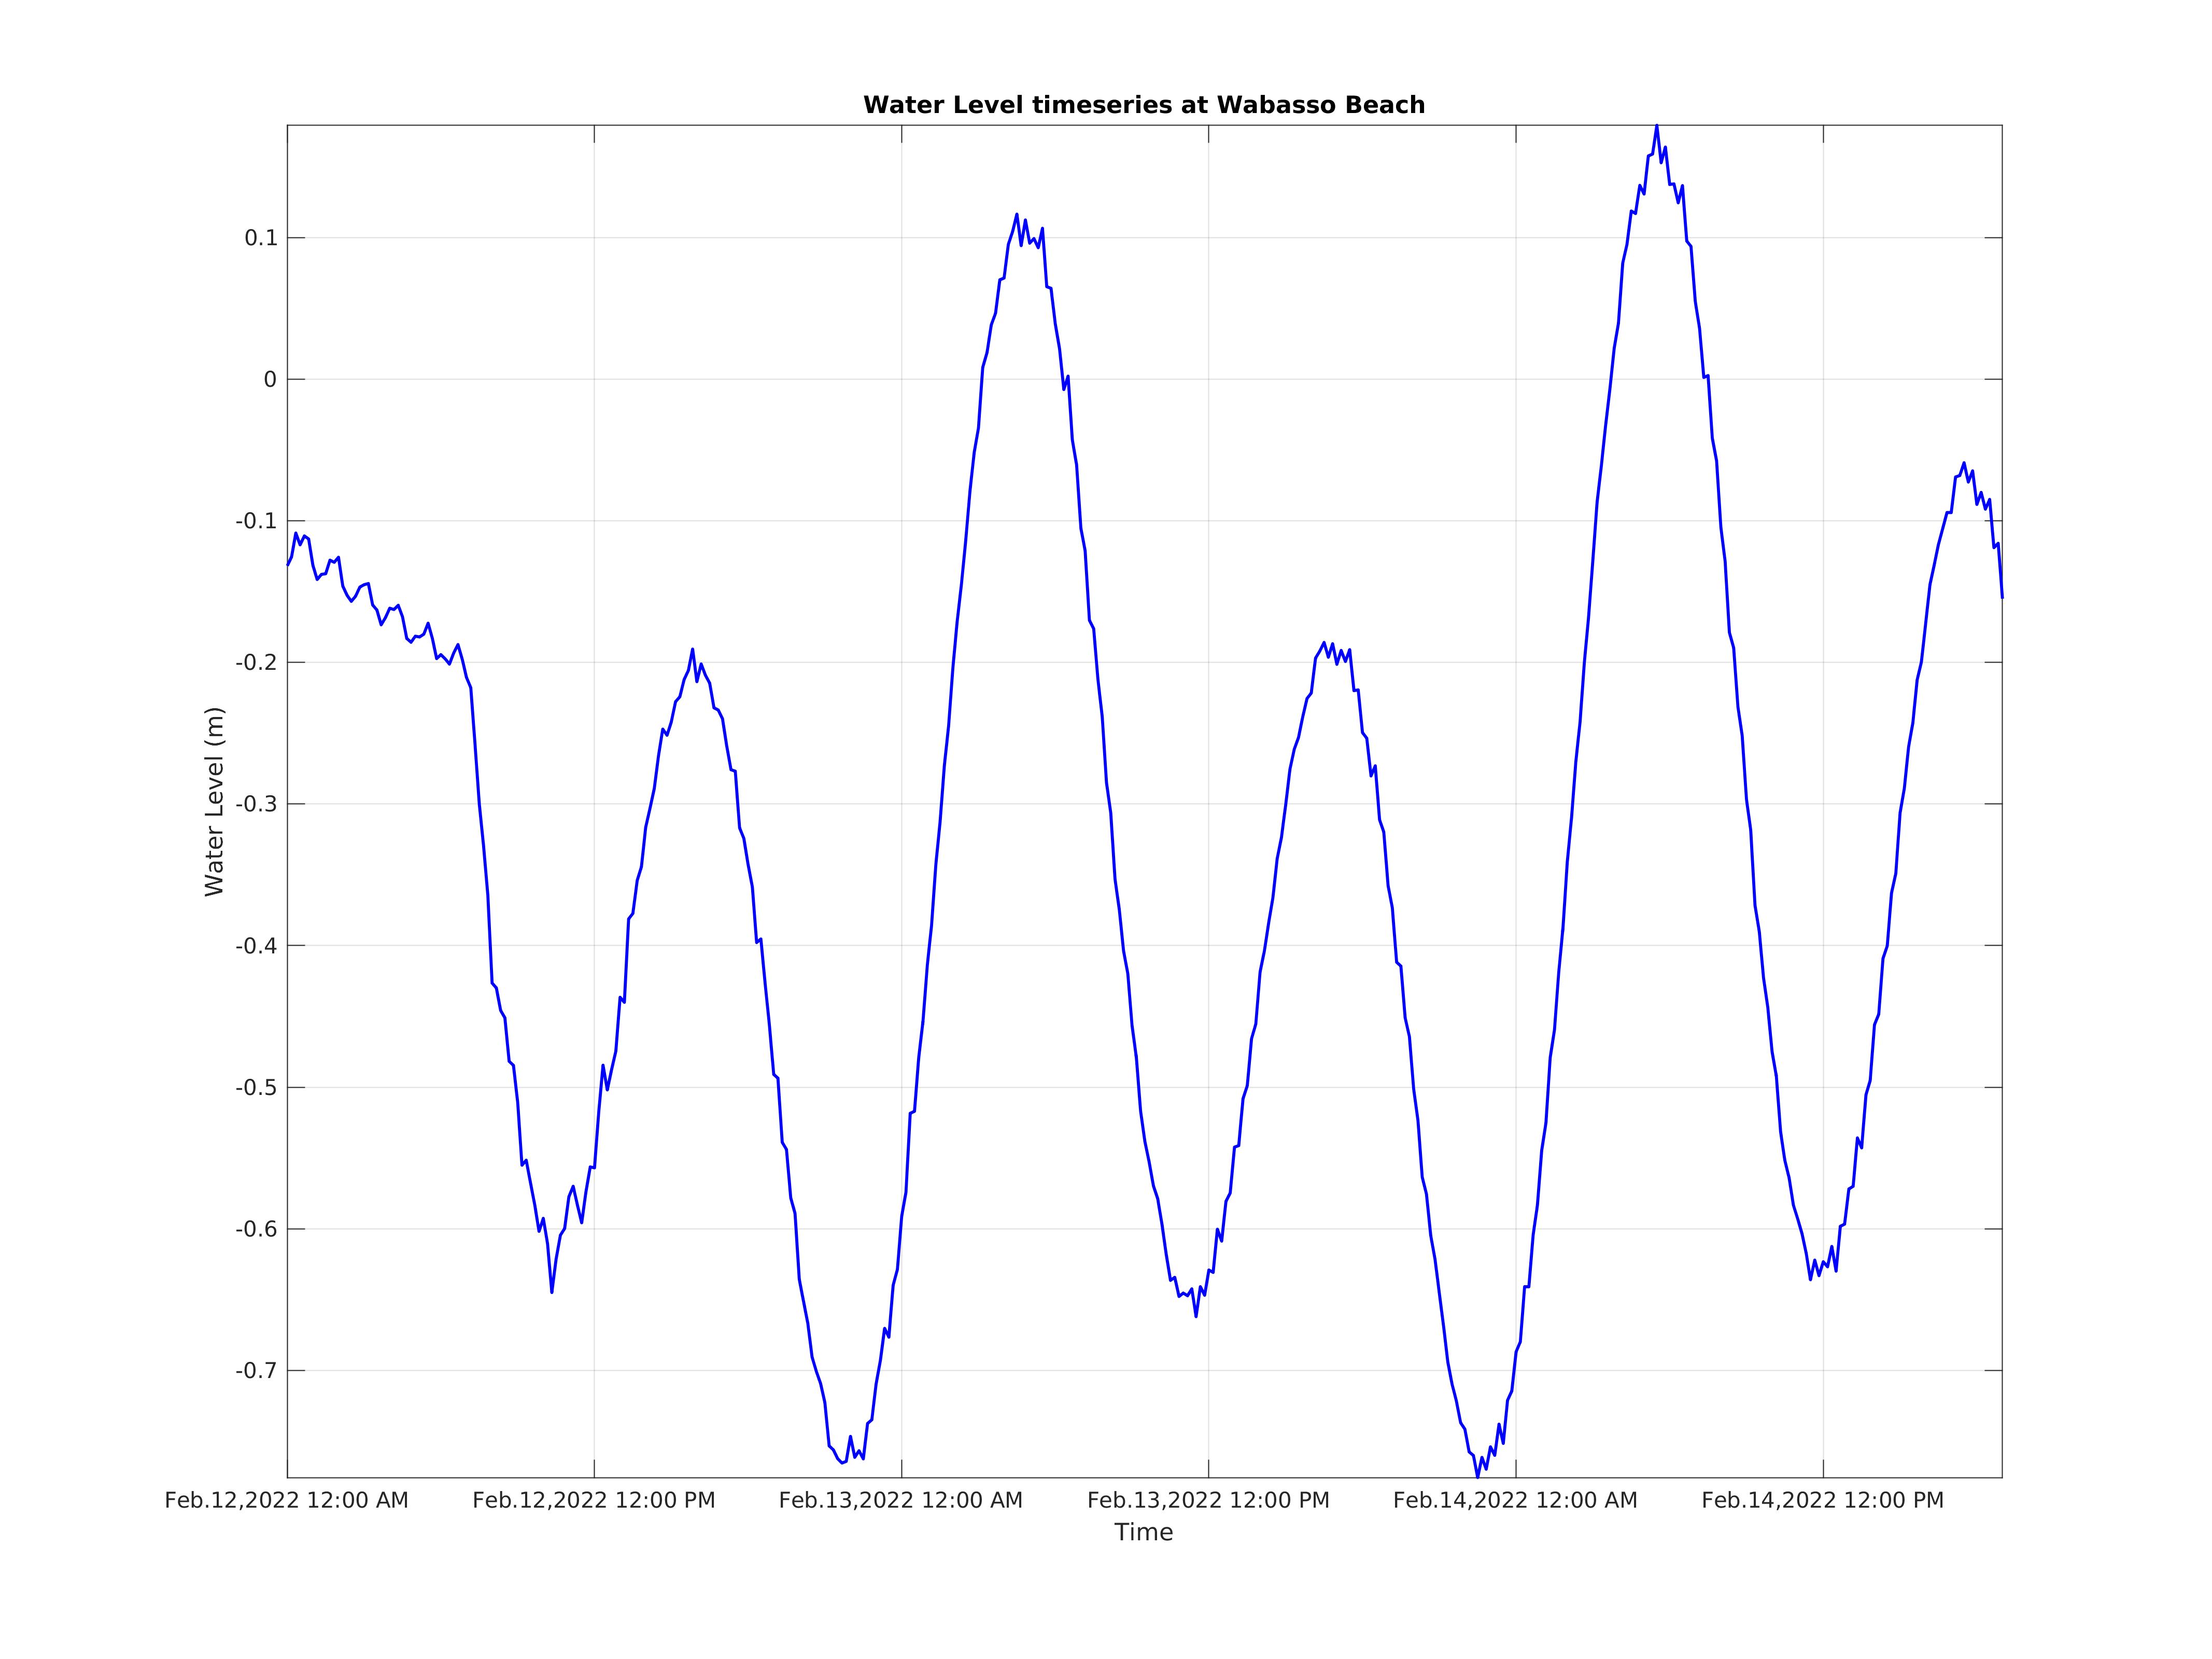 Water Level timeseries at Wabasso Beach
0.1
0
-0.1
-0.2
-0.3
-0.4
-0.5
-0.6
-0.7
Water Level (m)
Feb.12,2022 12:00 AM
Feb.12,2022 12:00 PM
Feb.13,2022 12:00 AM
Feb.13,2022 12:00 PM
Feb.14,2022 12:00 AM
Feb.14,2022 12:00 PM
Time